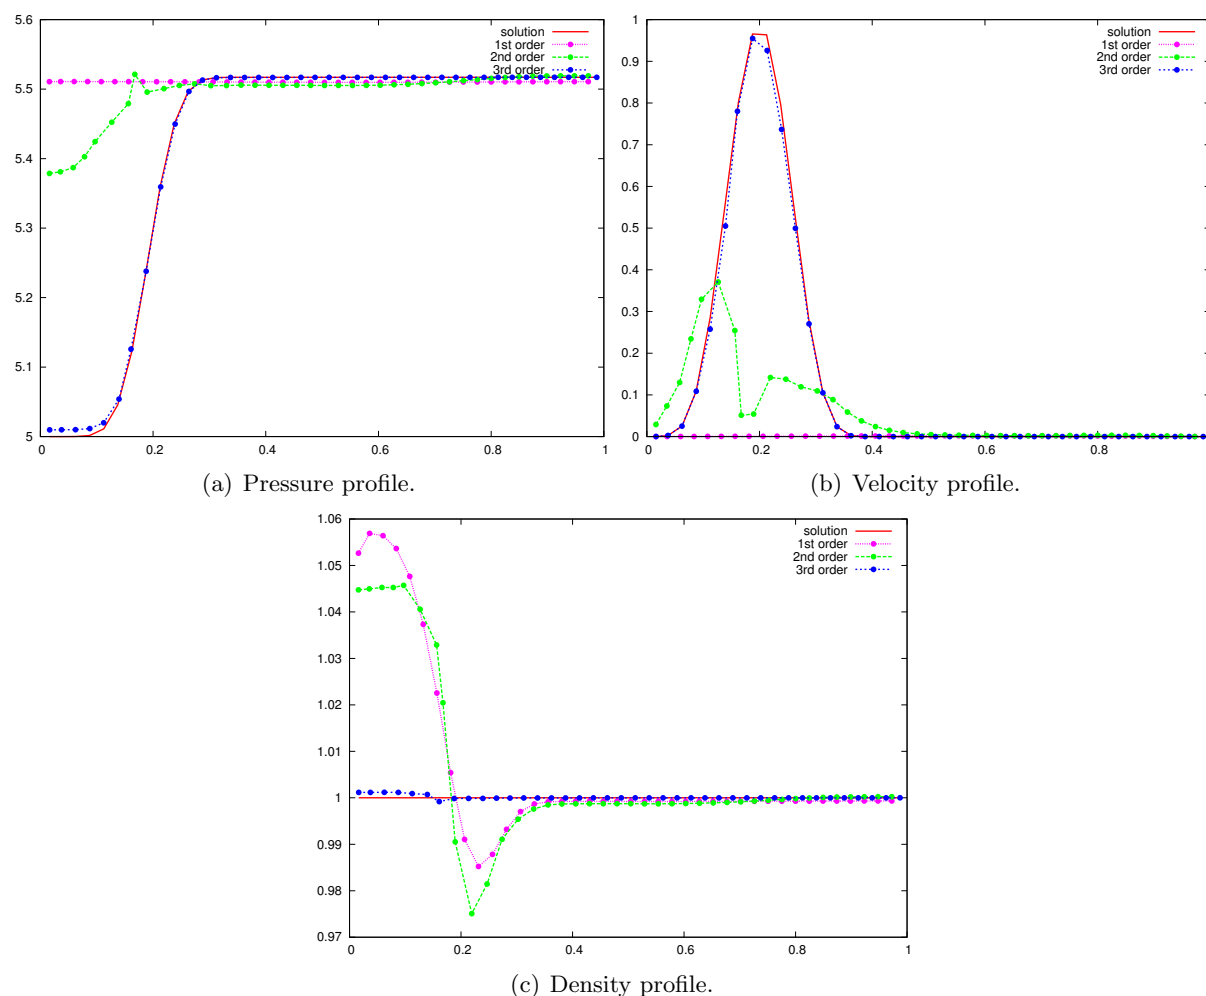 5.6
5.5
5.4
5.3
5.2
5.1
5
0 0.2 0.4 0.6 0.8 1
solution
1st order
2nd order
3rd order
(a) Pressure profile.
1
0.9
0.8
0.7
0.6
0.5
0.4
0.3
0.2
0.1
0
0 0.2 0.4 0.6 0.8
solution
1st order
2nd order
3rd order
(b) Velocity profile.
1.06
1.05
1.04
1.03
1.02
1.01
1
0.99
0.98
0.97
0 0.2 0.4 0.6 0.8 1
solution
1st order
2nd order
3rd order
(c) Density profile.